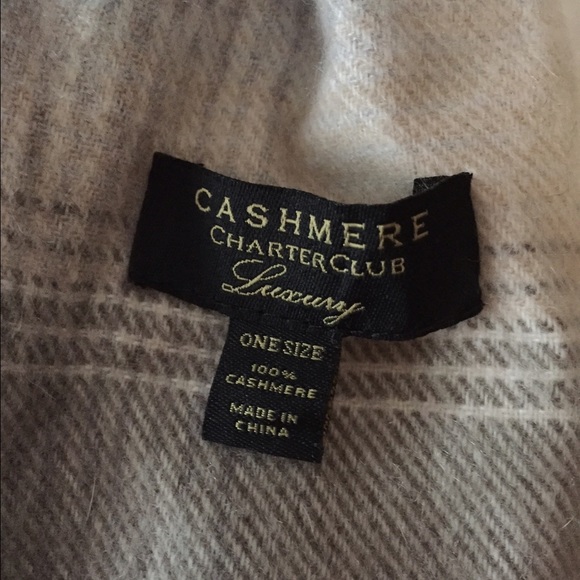 CASHMERE
CHARTER CLUB
Luxury
ONE SIZE
100%
CASHMERE
MADE IN
CHINA